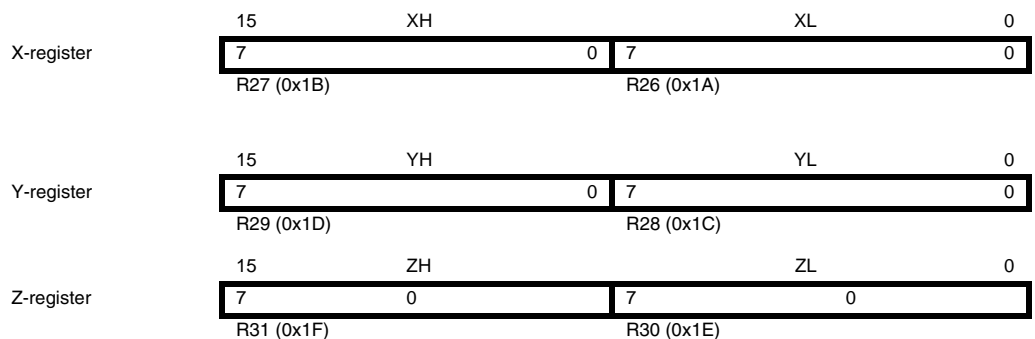 15 XH XL 0
X-register 7 0 7 0
R27 (0x1B) R26 (0x1A)
15 YH YL 0
Y-register 7 0 7 0
R29 (0x1D) R28 (0x1C)
15 ZH ZL 0
Z-register 7 0 7 0
R31 (0x1F) R30 (0x1E)